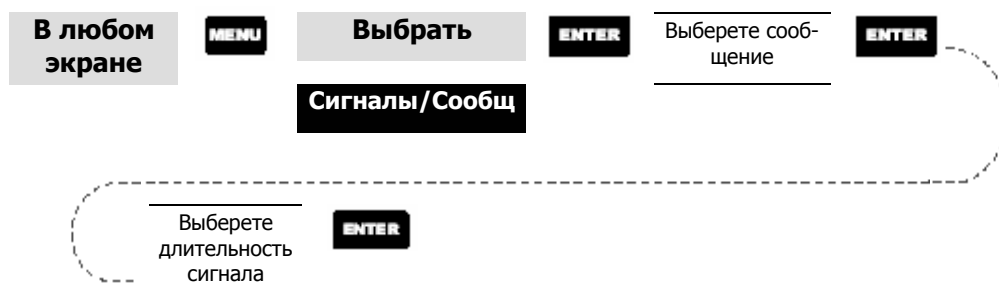 В любом
экране
MENU
Выбрать
Сигналы/Сообщ
ENTER
Выберете сооб-
щение
ENTER
Выберете
длительность
сигнала
ENTER